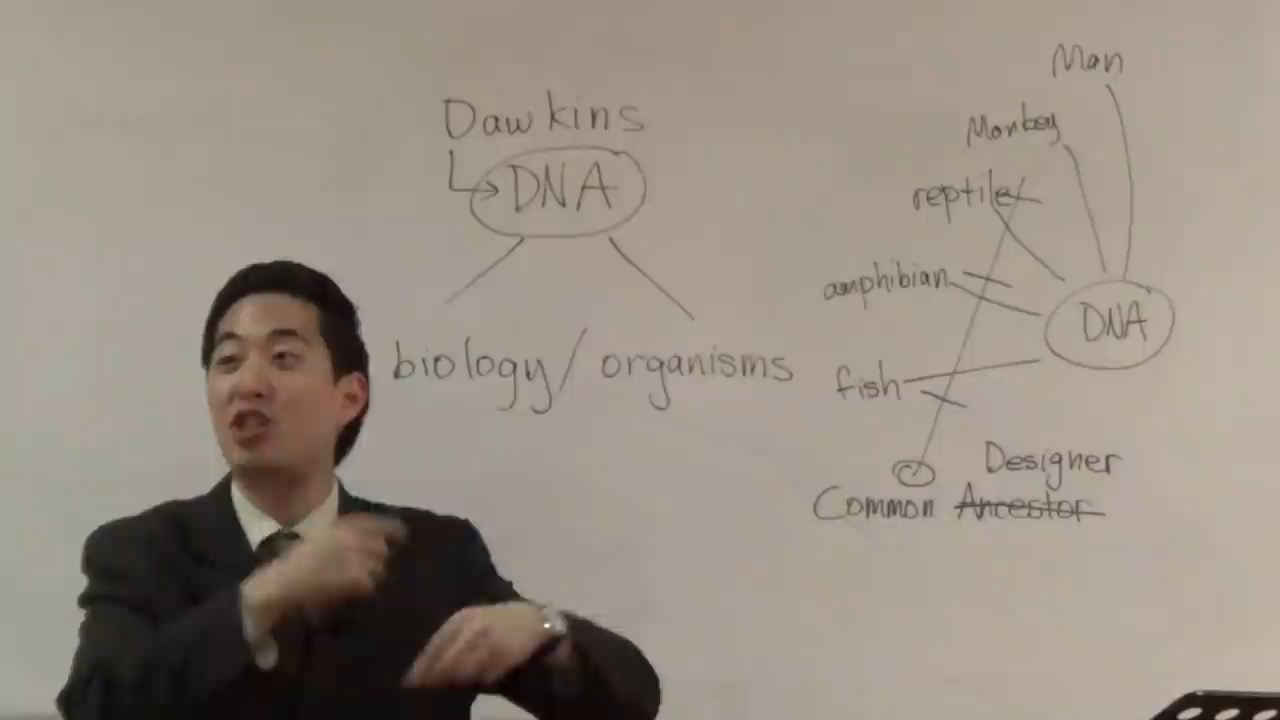 Dawkins
DNA
biology/organisms
Man
Monkey
reptile
amphibian
DNA
fish
Designer
Common Ancestor